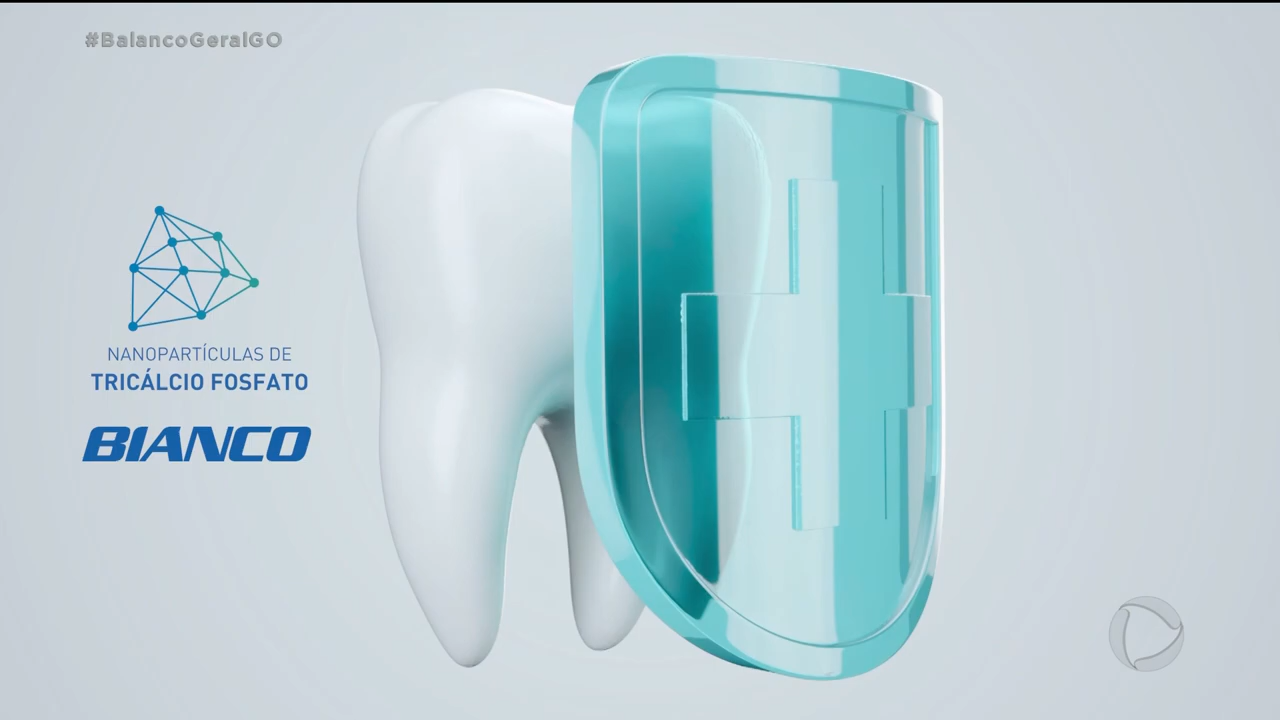 #BalancoGeralGO
NANOPARTÍCULAS DE
TRICÁLCIO FOSFATO
BIANCO